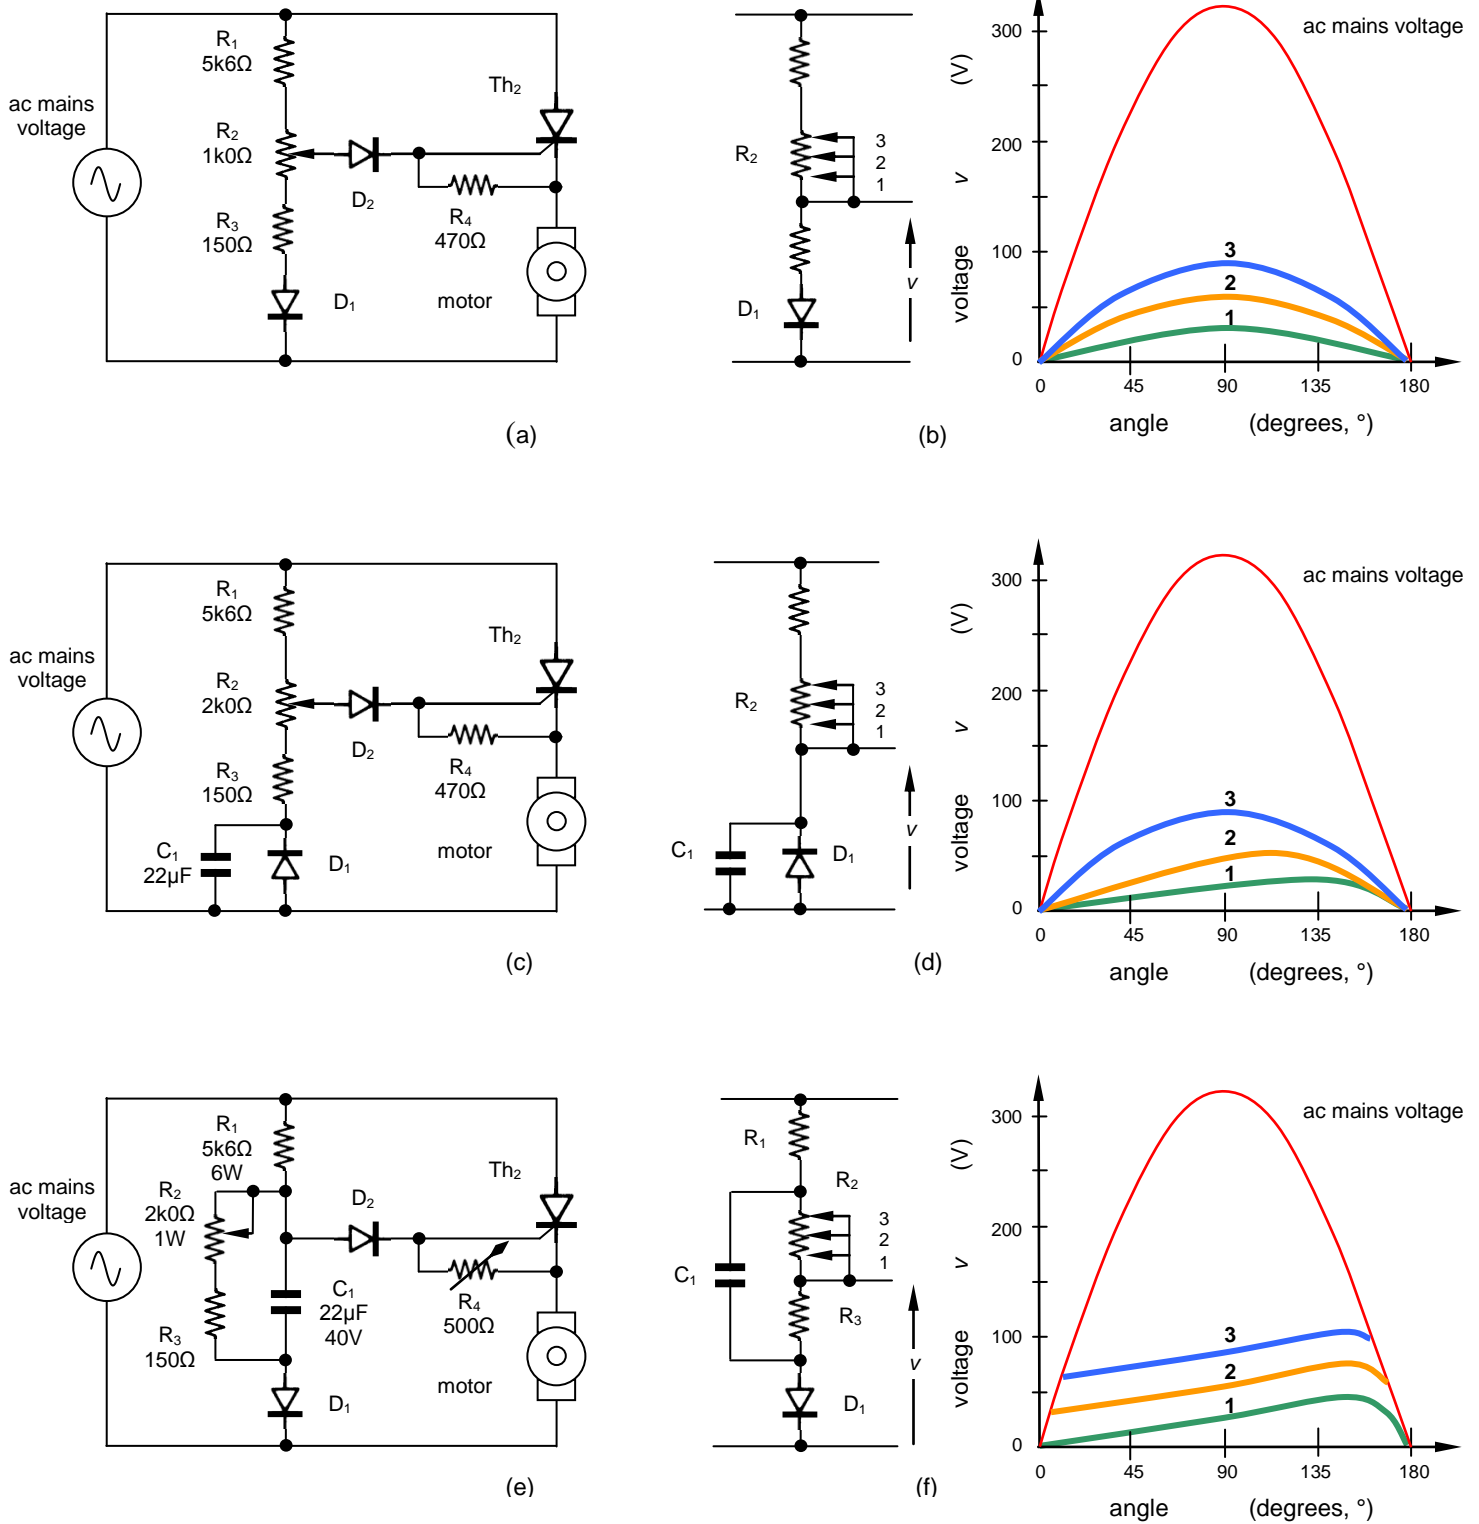 ac mains
voltage
R1
5k6Ω
R2
1k0Ω
R3
150Ω
D1
D2
Th2
R4
470Ω
motor
(a)
R2
3
2
1
v
D1
(b)
300
200
100
0
voltage v (V)
ac mains voltage
3
2
1
0 45 90 135 180
angle (degrees, °)
ac mains
voltage
R1
5k6Ω
R2
2k0Ω
R3
150Ω
C1
22µF
D1
D2
Th2
R4
470Ω
motor
(c)
R2
3
2
1
v
C1
D1
(d)
300
200
100
0
voltage v (V)
ac mains voltage
3
2
1
0 45 90 135 180
angle (degrees, °)
ac mains
voltage
R1
5k6Ω
6W
R2
2k0Ω
1W
R3
150Ω
C1
22µF
40V
D1
D2
Th2
R4
500Ω
motor
(e)
R1
R2
3
2
1
C1
R3
v
D1
(f)
300
200
100
0
voltage v (V)
ac mains voltage
3
2
1
0 45 90 135 180
angle (degrees, °)